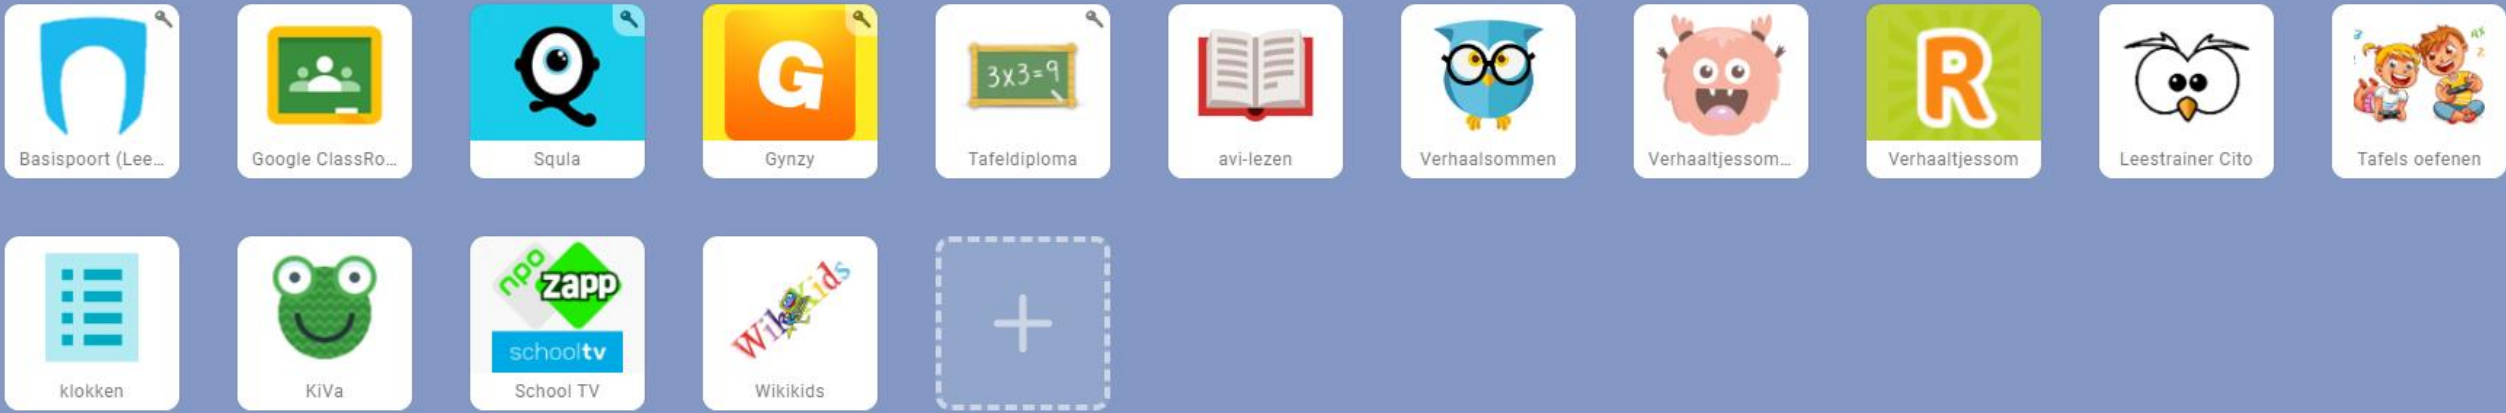 Basispoort (Lee...
Google ClassRo...
Squla
G
Gynzy
3x3=9
Tafeldiploma
avi-lezen
Verhaalsommen
Verhaaltjessom...
R
Verhaaltjessom
Leestrainer Cito
Tafels oefenen
klokken
KiVa
npo
zapp
schooltv
School TV
WikiKids
Wikikids